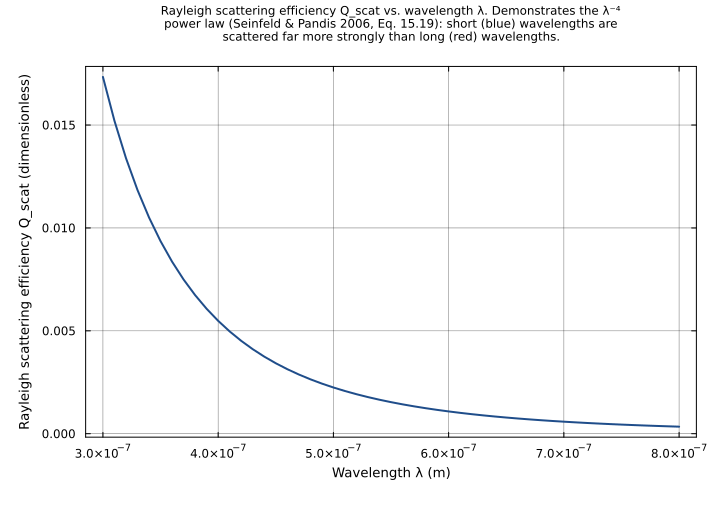 Rayleigh scattering efficiency Q_scat vs. wavelength λ. Demonstrates the λ⁻⁴
power law (Seinfeld & Pandis 2006, Eq. 15.19): short (blue) wavelengths are
scattered far more strongly than long (red) wavelengths.
Rayleigh scattering efficiency Q_scat (dimensionless)
0.015
0.010
0.005
0.000
3.0×10⁻⁷ 4.0×10⁻⁷ 5.0×10⁻⁷ 6.0×10⁻⁷ 7.0×10⁻⁷ 8.0×10⁻⁷
Wavelength λ (m)